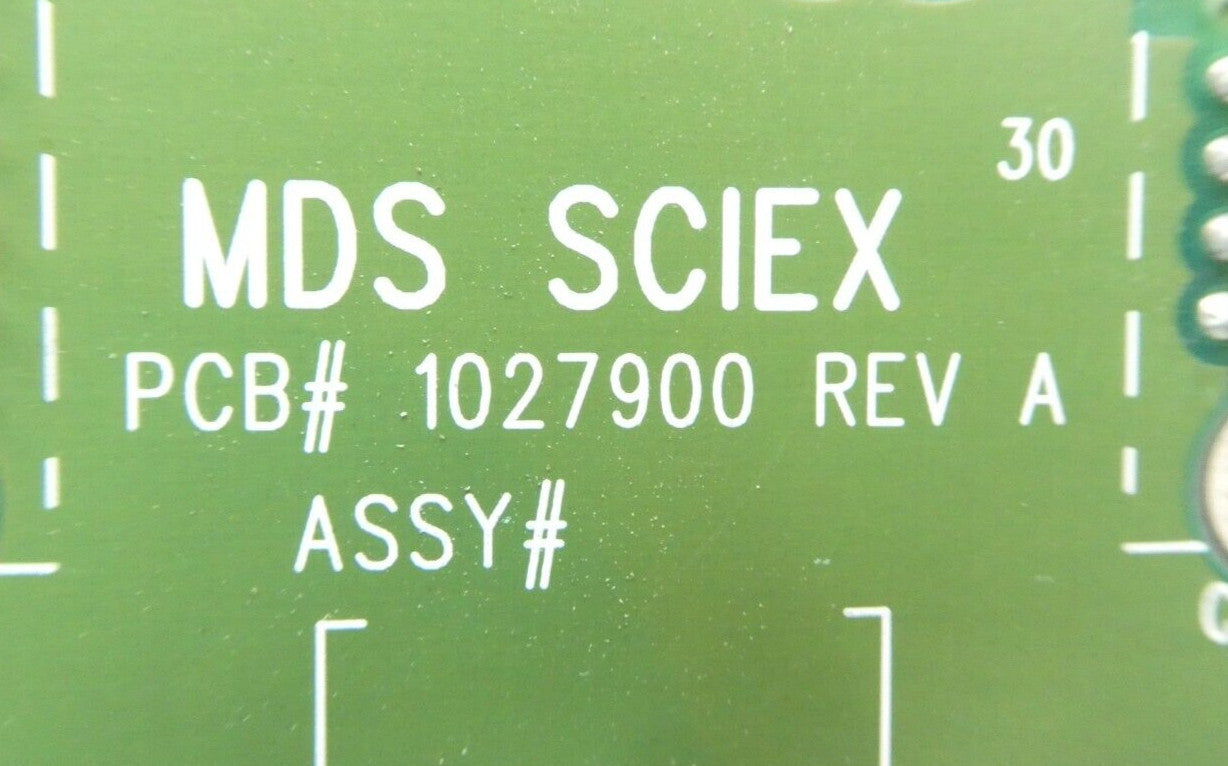 30
MDS SCIEX
PCB# 1027900 REV A
ASSY#